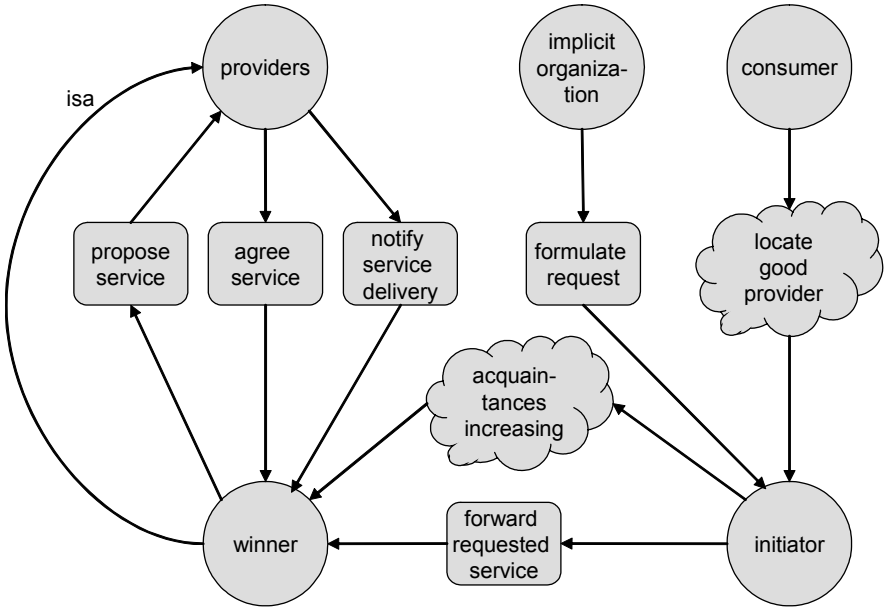 providers
implicit
organiza-
tion
consumer
isa
propose
service
agree
service
notify
service
delivery
formulate
request
locate
good
provider
acquain-
tances
increasing
winner
forward
requested
service
initiator